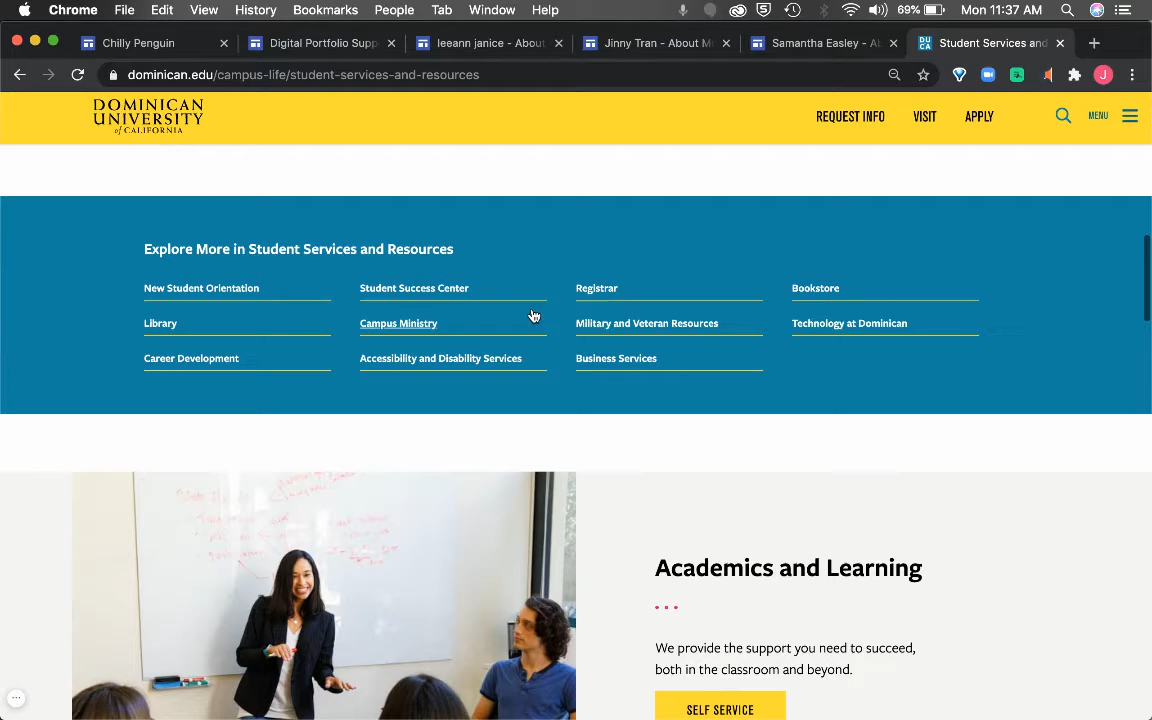 Chrome File Edit View History Bookmarks People Tab Window Help 69% Mon 11:37 AM
Chilly Penguin Digital Portfolio Supp leeann janice - Abou Jinny Tran - About M Samantha Easley - A Student Services and
dominican.edu/campus-life/student-services-and-resources
DOMINICAN
UNIVERSITY
of CALIFORNIA
REQUEST INFO VISIT APPLY MENU
Explore More in Student Services and Resources
New Student Orientation Student Success Center Registrar Bookstore
Library Campus Ministry Military and Veteran Resources Technology at Dominican
Career Development Accessibility and Disability Services Business Services
Academics and Learning
We provide the support you need to succeed,
both in the classroom and beyond.
SELF SERVICE